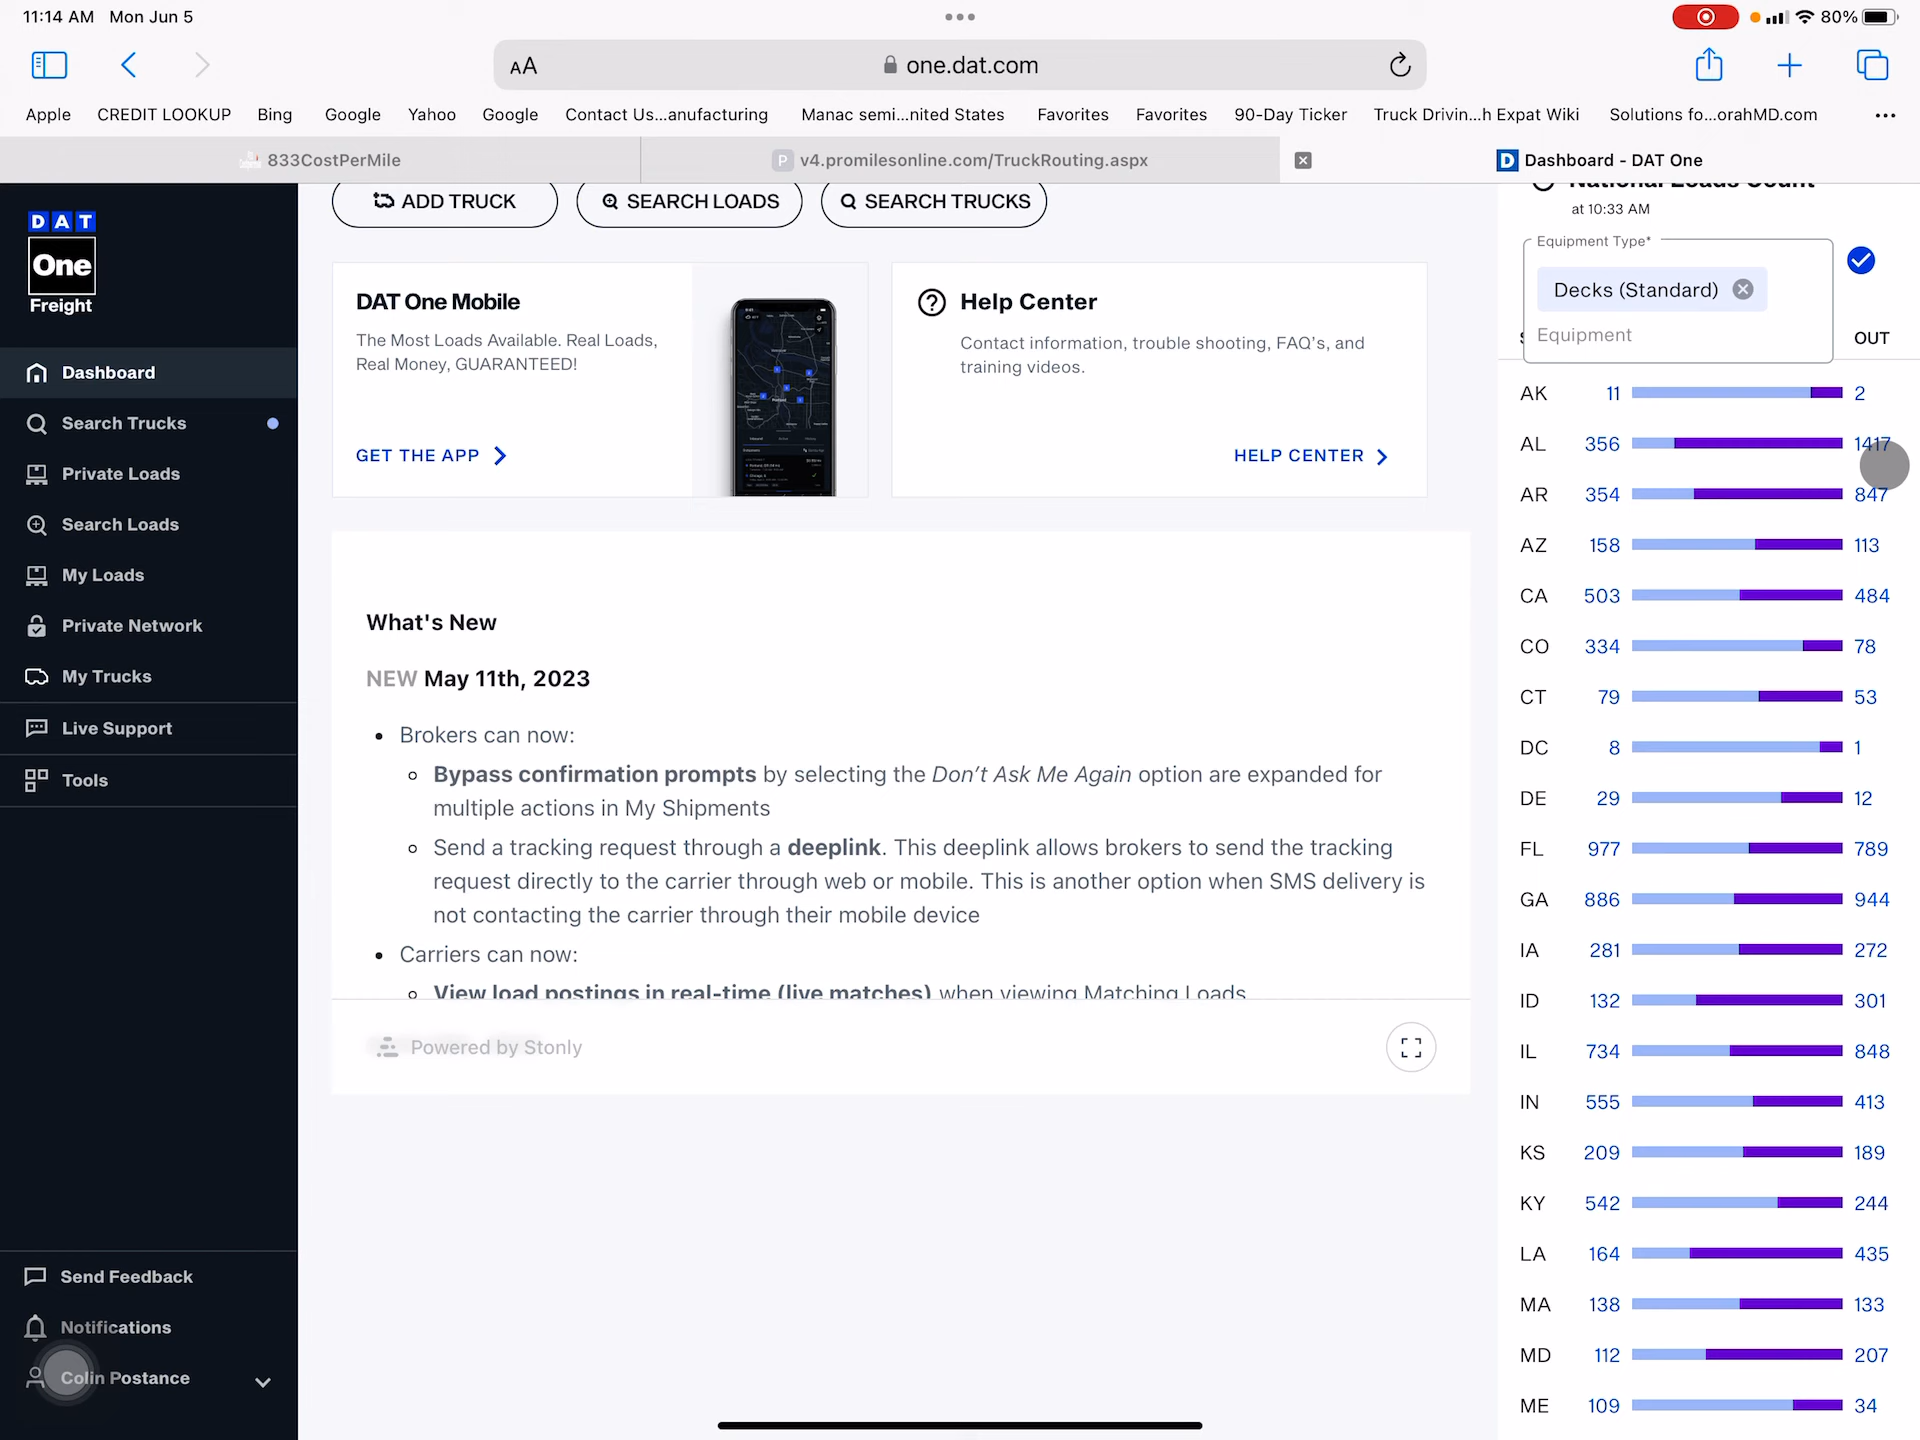 11:14 AM Mon Jun 5
80%
AA
one.dat.com
Apple CREDIT LOOKUP Bing Google Yahoo Google Contact Us...anufacturing Manac semi...nited States Favorites Favorites 90-Day Ticker Truck Drivin...h Expat Wiki Solutions fo...orahMD.com
833CostPerMile
P v4.promilesonline.com/TruckRouting.aspx
D Dashboard - DAT One
DAT
One
Freight
Dashboard
Search Trucks
Private Loads
Search Loads
My Loads
Private Network
My Trucks
Live Support
Tools
Send Feedback
Notifications
Colin Postance
ADD TRUCK
SEARCH LOADS
SEARCH TRUCKS
DAT One Mobile
The Most Loads Available. Real Loads,
Real Money, GUARANTEED!
GET THE APP
Help Center
Contact information, trouble shooting, FAQ's, and
training videos.
HELP CENTER
What's New
NEW May 11th, 2023
Brokers can now:
Bypass confirmation prompts by selecting the Don't Ask Me Again option are expanded for
multiple actions in My Shipments
Send a tracking request through a deeplink. This deeplink allows brokers to send the tracking
request directly to the carrier through web or mobile. This is another option when SMS delivery is
not contacting the carrier through their mobile device
Carriers can now:
View load postings in real-time (live matches) when viewing Matching Loads
Powered by Stonly
National Loads Count
at 10:33 AM
Equipment Type*
Decks (Standard)
Equipment
OUT
AK 11 2
AL 356 1417
AR 354 847
AZ 158 113
CA 503 484
CO 334 78
CT 79 53
DC 8 1
DE 29 12
FL 977 789
GA 886 944
IA 281 272
ID 132 301
IL 734 848
IN 555 413
KS 209 189
KY 542 244
LA 164 435
MA 138 133
MD 112 207
ME 109 34